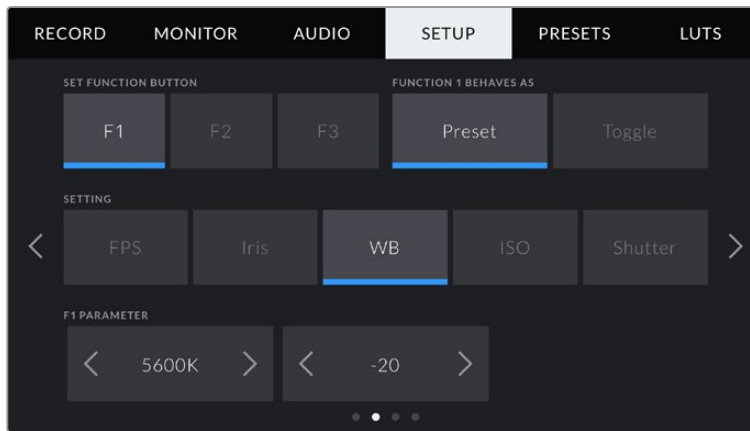 RECORD MONITOR AUDIO SETUP PRESETS LUTS
SET FUNCTION BUTTON FUNCTION 1 BEHAVES AS
F1 F2 F3 Preset Toggle
SETTING
FPS Iris WB ISO Shutter
F1 PARAMETER
5600K -20